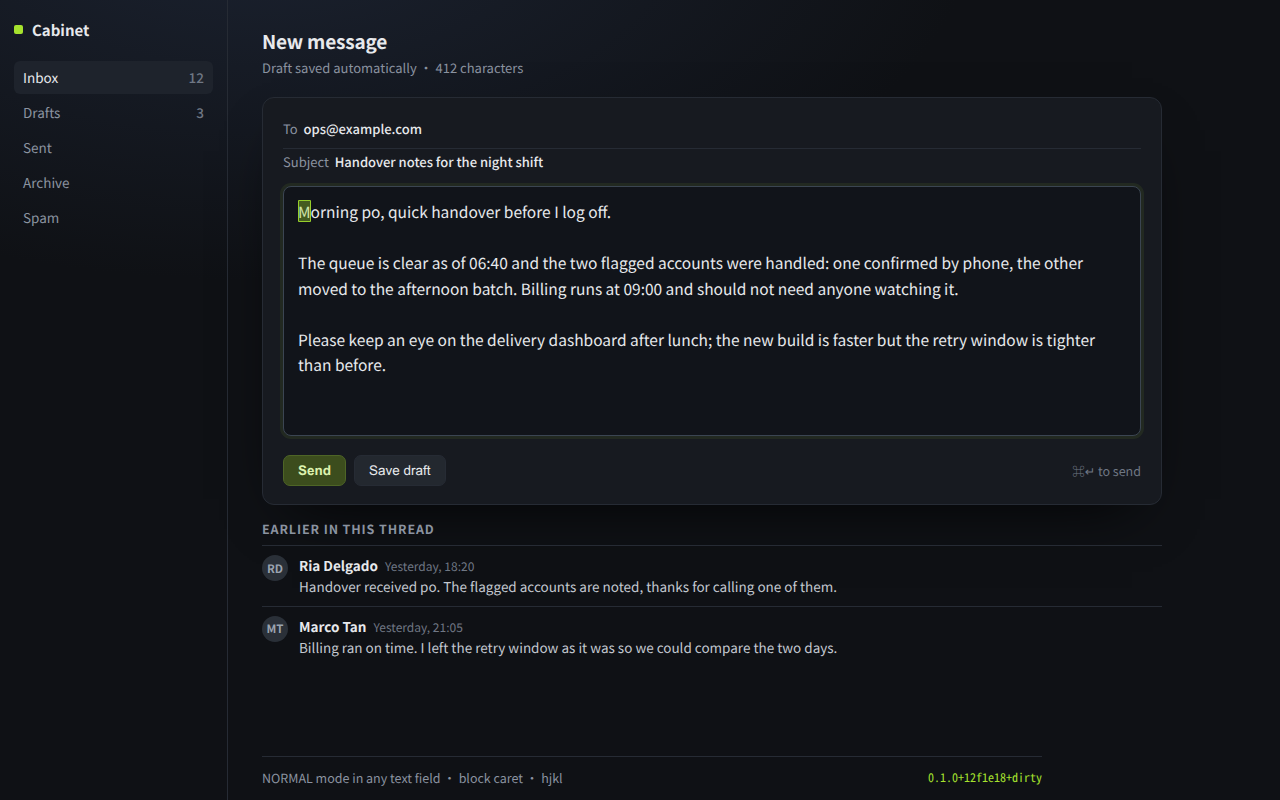 Cabinet
Inbox 12
Drafts 3
Sent
Archive
Spam
New message
Draft saved automatically • 412 characters
To ops@example.com
Subject Handover notes for the night shift
Morning po, quick handover before I log off.
The queue is clear as of 06:40 and the two flagged accounts were handled: one confirmed by phone, the other
moved to the afternoon batch. Billing runs at 09:00 and should not need anyone watching it.
Please keep an eye on the delivery dashboard after lunch; the new build is faster but the retry window is tighter
than before.
Send Save draft ⌘↵ to send
EARLIER IN THIS THREAD
RD Ria Delgado Yesterday, 18:20
Handover received po. The flagged accounts are noted, thanks for calling one of them.
MT Marco Tan Yesterday, 21:05
Billing ran on time. I left the retry window as it was so we could compare the two days.
NORMAL mode in any text field • block caret • hjkl 0.1.0+12f1e18+dirty